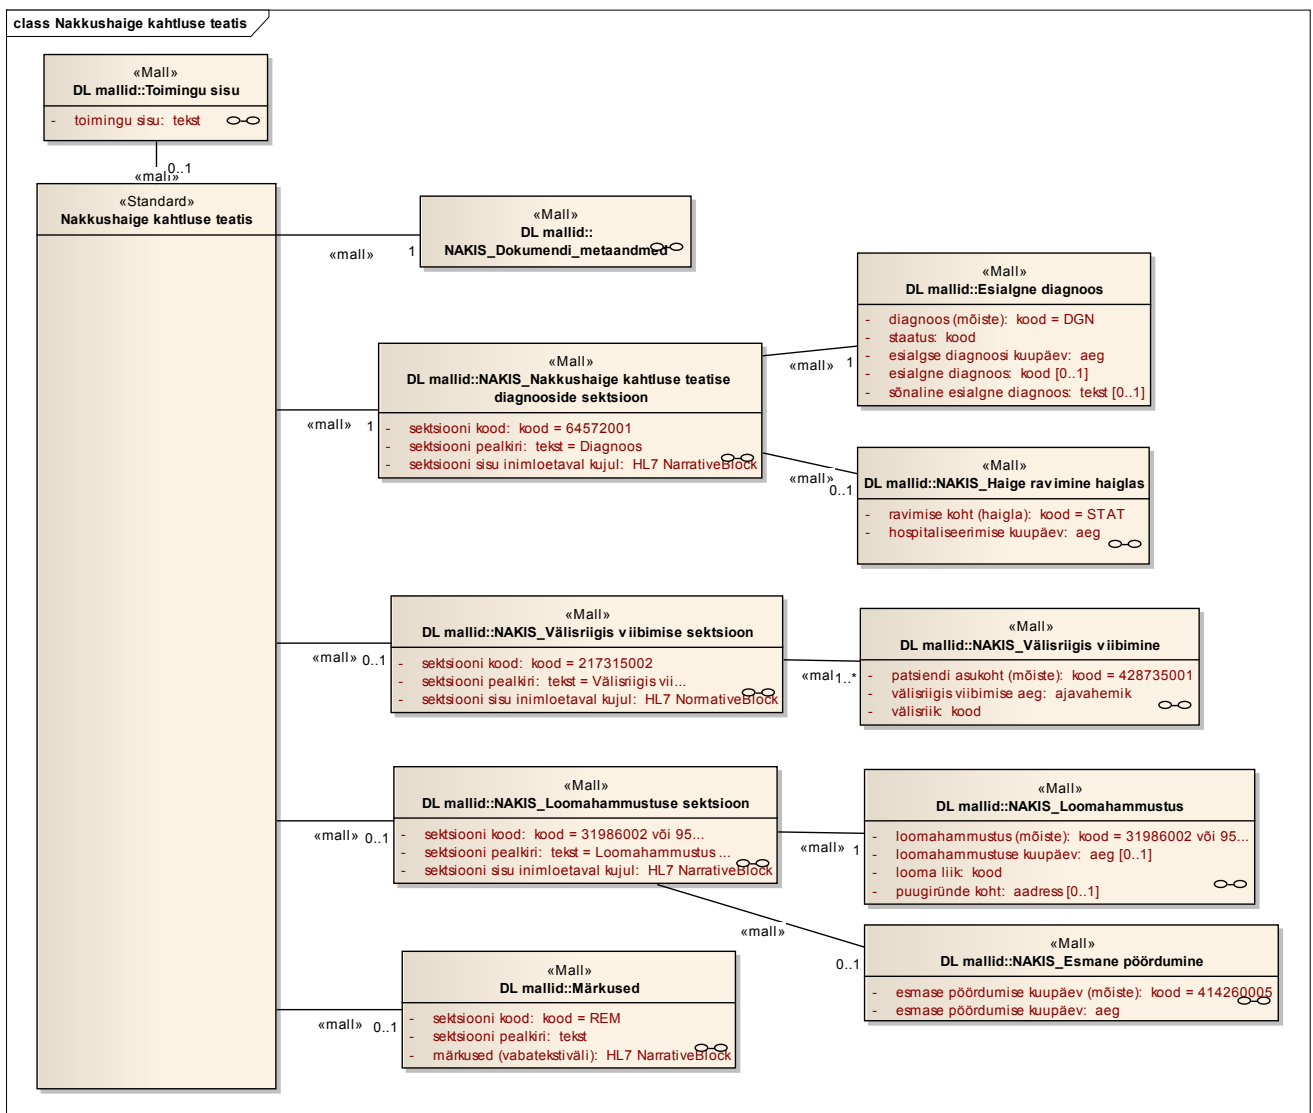 class Nakkushaige kahtluse teatis
«Mall»
DL mallid::Toimingu sisu
- toimingu sisu: tekst
0..1
«mall»
«Standard»
Nakkushaige kahtluse teatis
«Mall»
DL mallid::
NAKIS_Dokumendi_metaandmed
«mall» 1
«Mall»
DL mallid::Esialgne diagnoos
- diagnoos (mõiste): kood = DGN
- staatus: kood
- esialgse diagnoosi kuupäev: aeg
- esialgne diagnoos: kood [0..1]
- sõnaline esialgne diagnoos: tekst [0..1]
«mall» 1
«Mall»
DL mallid::NAKIS_Nakkushaige kahtluse teatise
diagnooside sektsioon
- sektsiooni kood: kood = 64572001
- sektsiooni pealkiri: tekst = Diagnoos
- sektsiooni sisu inimloetaval kujul: HL7 NarrativeBlock
«mall» 1
«mall»
0..1
«Mall»
DL mallid::NAKIS_Haige ravimine haiglas
- ravimise koht (haigla): kood = STAT
- hospitaliseerimise kuupäev: aeg
«Mall»
DL mallid::NAKIS_Välisriigis viibimise sektsioon
- sektsiooni kood: kood = 217315002
- sektsiooni pealkiri: tekst = Välisriigis vii...
- sektsiooni sisu inimloetaval kujul: HL7 NormativeBlock
«mall» 0..1
«mal 1..*
«Mall»
DL mallid::NAKIS_Välisriigis viibimine
- patsiendi asukoht (mõiste): kood = 428735001
- välisriigis viibimise aeg: ajavahemik
- välisriik: kood
«Mall»
DL mallid::NAKIS_Loomahammustuse sektsioon
- sektsiooni kood: kood = 31986002 või 95...
- sektsiooni pealkiri: tekst = Loomahammustus ...
- sektsiooni sisu inimloetaval kujul: HL7 NarrativeBlock
«mall» 0..1
«mall» 1
«Mall»
DL mallid::NAKIS_Loomahammustus
- loomahammustus (mõiste): kood = 31986002 või 95...
- loomahammustuse kuupäev: aeg [0..1]
- looma liik: kood
- puugiründe koht: aadress [0..1]
«mall»
0..1
«Mall»
DL mallid::NAKIS_Esmane pöördumine
- esmase pöördumise kuupäev (mõiste): kood = 414260005
- esmase pöördumise kuupäev: aeg
«Mall»
DL mallid::Märkused
- sektsiooni kood: kood = REM
- sektsiooni pealkiri: tekst
- märkused (vabatekstiväli): HL7 NarrativeBlock
«mall» 0..1